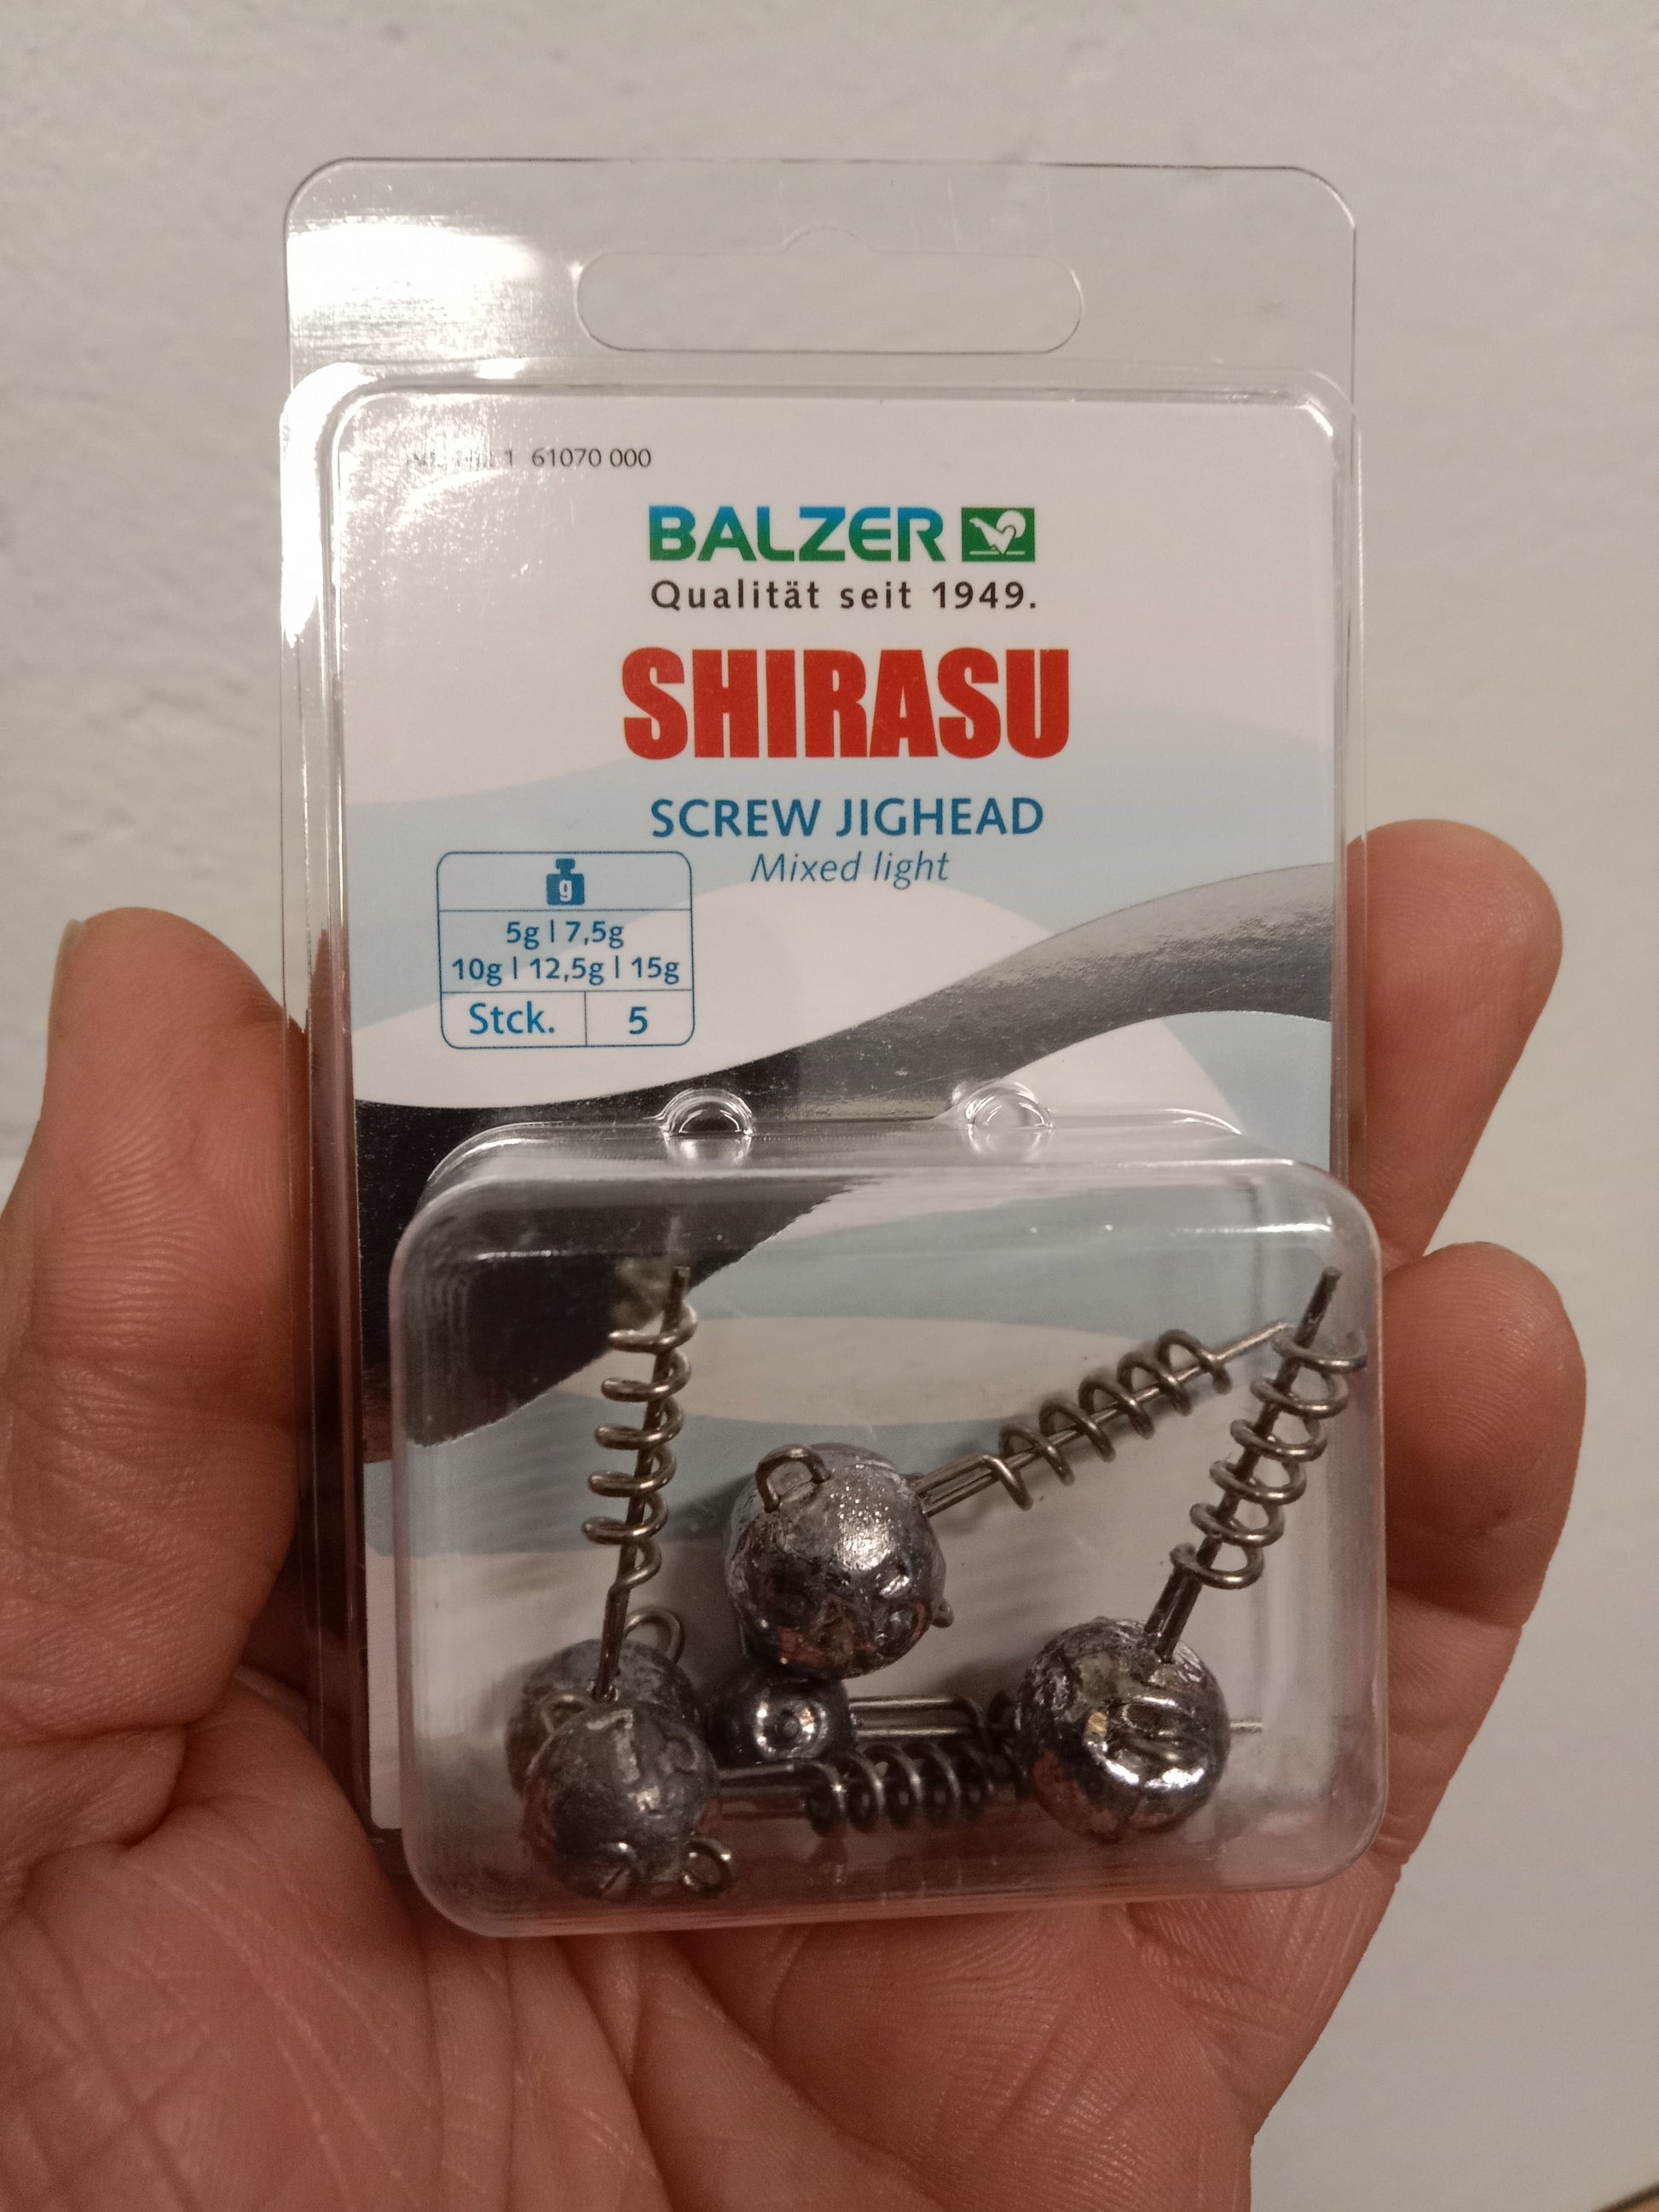 61070 000
BALZER
Qualität seit 1949.
SHIRASU
SCREW JIGHEAD
Mixed light
g
5g | 7,5g
10g | 12,5g | 15g
Stck. 5